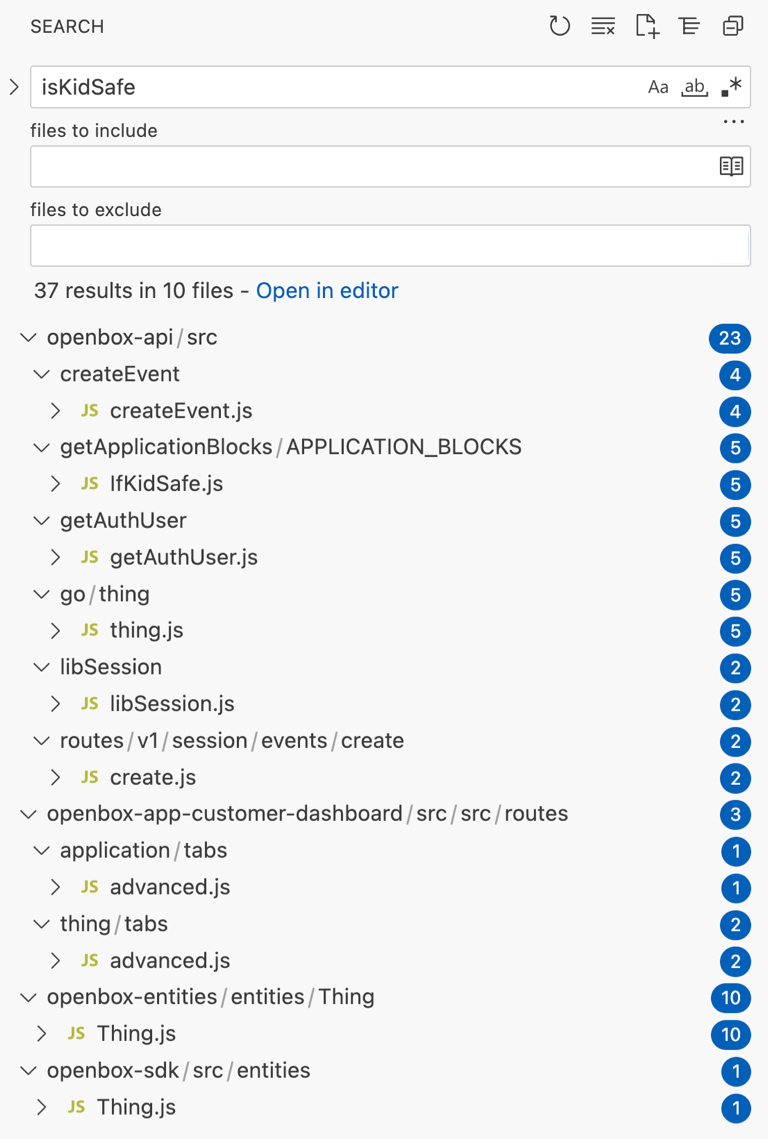 SEARCH
isKidSafe Aa ab .*
files to include
...
files to exclude
37 results in 10 files - Open in editor
openbox-api/src 23
createEvent 4
JS createEvent.js 4
getApplicationBlocks/APPLICATION_BLOCKS 5
JS IfKidSafe.js 5
getAuthUser 5
JS getAuthUser.js 5
go/thing 5
JS thing.js 5
libSession 2
JS libSession.js 2
routes/v1/session/events/create 2
JS create.js 2
openbox-app-customer-dashboard/src/src/routes 3
application/tabs 1
JS advanced.js 1
thing/tabs 2
JS advanced.js 2
openbox-entities/entities/Thing 10
JS Thing.js 10
openbox-sdk/src/entities 1
JS Thing.js 1